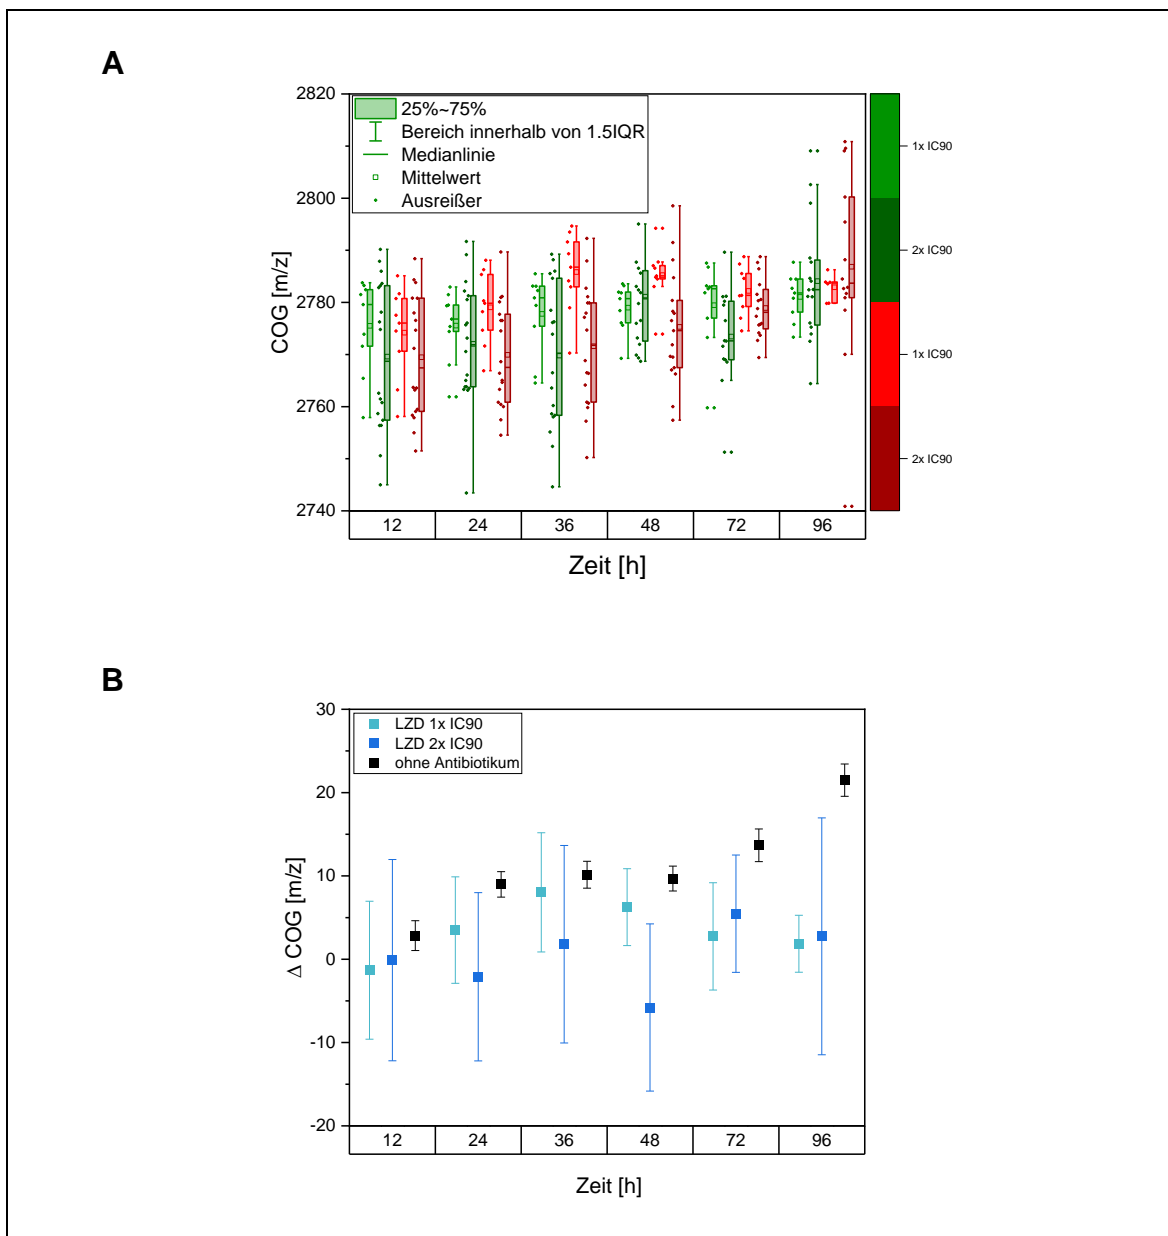 A
2820
2800
2780
2760
2740
COG [m/z]
25%~75%
Bereich innerhalb von 1.5IQR
Medianlinie
Mittelwert
Ausreißer
1x IC90
2x IC90
1x IC90
2x IC90
12 24 36 48 72 96
Zeit [h]
B
30
20
10
0
-10
-20
Δ COG [m/z]
LZD 1x IC90
LZD 2x IC90
ohne Antibiotikum
12 24 36 48 72 96
Zeit [h]